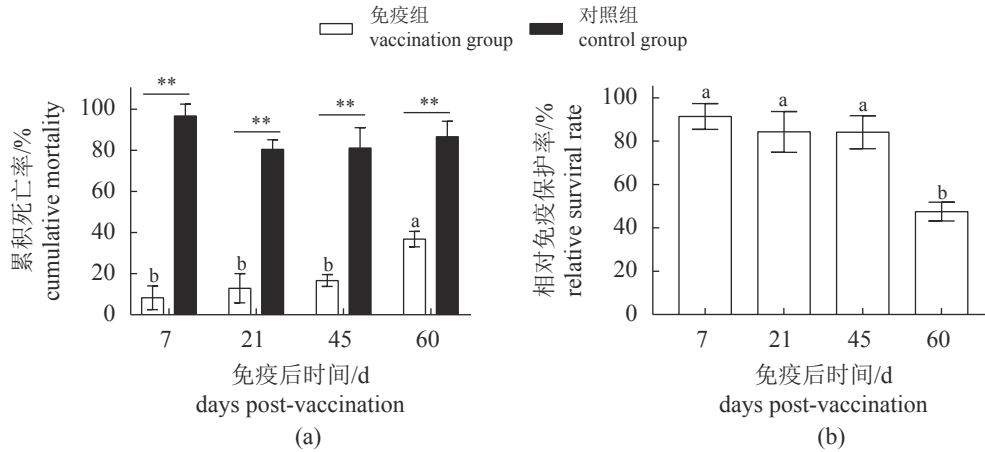 免疫组
vaccination group
对照组
control group
累积死亡率/%
cumulative mortality
100
80
60
40
20
0
**
**
**
**
b
b
b
a
7
21
45
60
免疫后时间/d
days post-vaccination
(a)
相对免疫保护率/%
relative surviral rate
100
80
60
40
20
0
a
a
a
b
7
21
45
60
免疫后时间/d
days post-vaccination
(b)